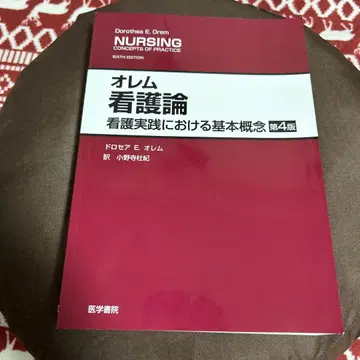 Dorothea E. Orem
NURSING
CONCEPTS OF PRACTICE
SIXTH EDITION
オレム
看護論
看護実践における基本概念 第4版
ドロセア E. オレム
訳 小野寺杜紀
医学書院